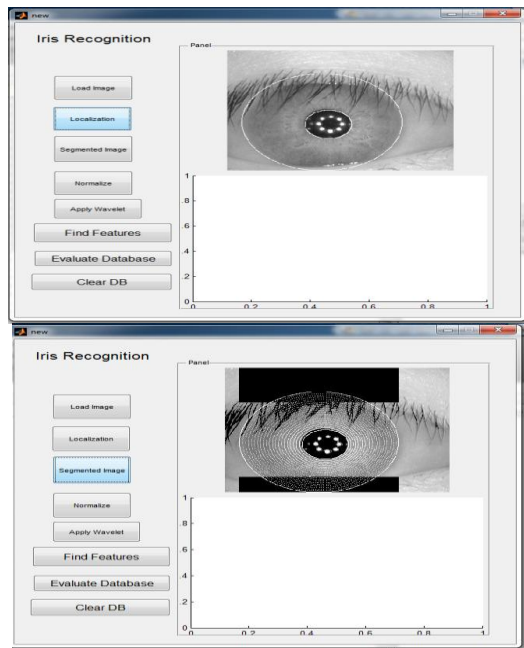 new
Iris Recognition
Panel
Load Image
Localization
Segmented Image
Normalize
Apply Wavelet
Find Features
Evaluate Database
Clear DB
1
.8
.6
.4
.2
0
0 0.2 0.4 0.6 0.8 1
new
Iris Recognition
Panel
Load Image
Localization
Segmented Image
Normalize
Apply Wavelet
Find Features
Evaluate Database
Clear DB
1
.8
.6
.4
.2
0
0 0.2 0.4 0.6 0.8 1